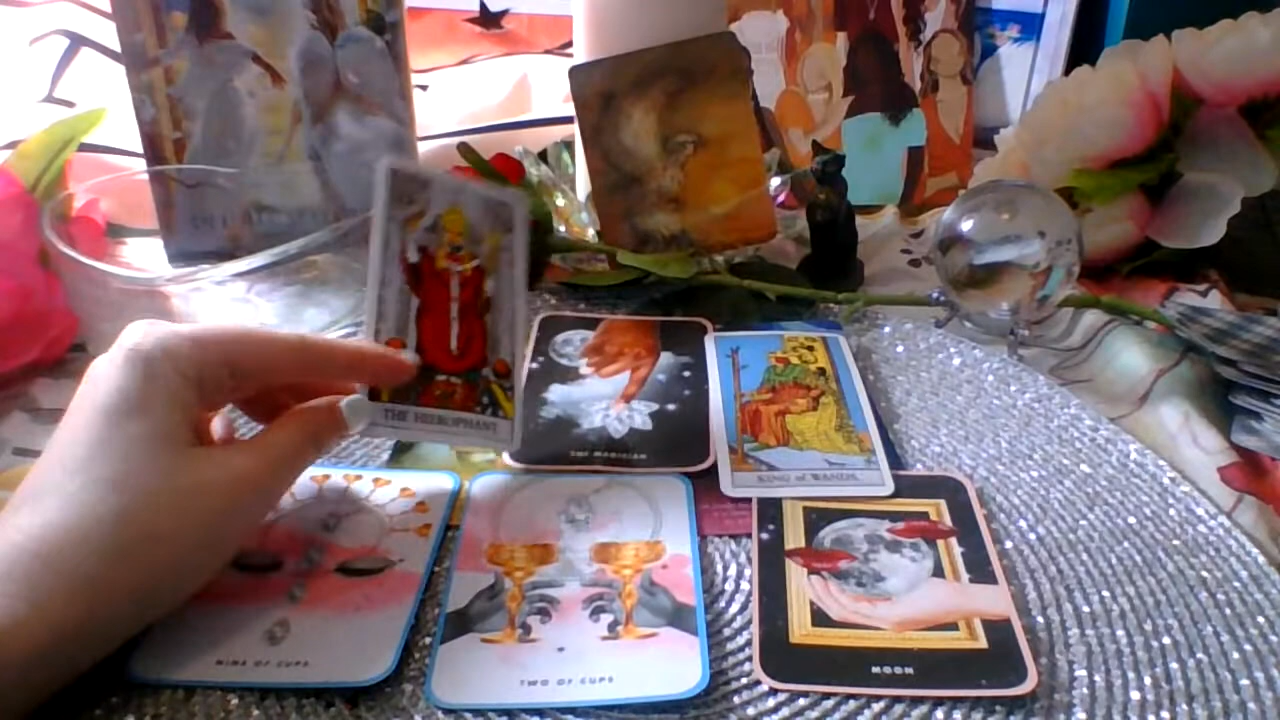 THE HIEROPHANT
THE MAGICIAN
KING of WANDS.
NINE OF CUPS
TWO OF CUPS
MOON